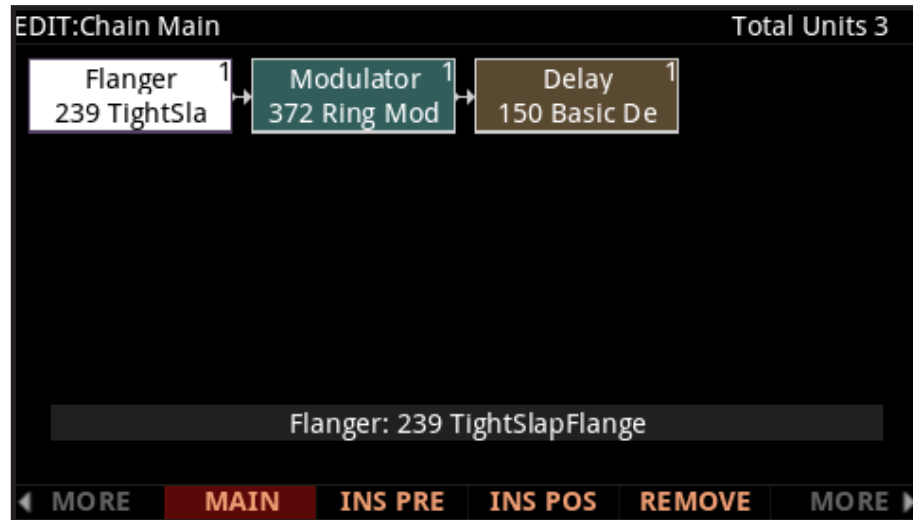 EDIT:Chain Main Total Units 3
Flanger 1 Modulator 1 Delay 1
239 TightSla 372 Ring Mod 150 Basic De
Flanger: 239 TightSlapFlange
MORE MAIN INS PRE INS POS REMOVE MORE